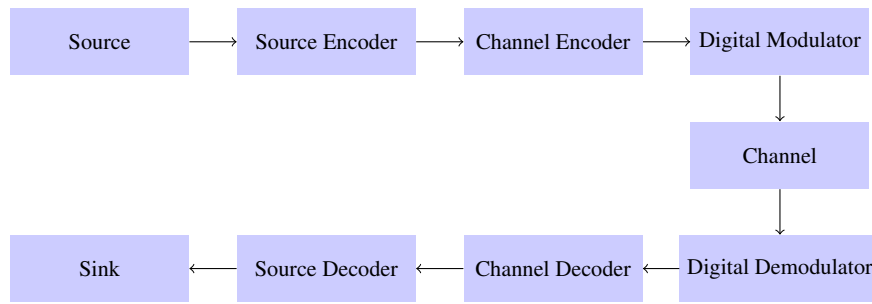 Source
Source Encoder
Channel Encoder
Digital Modulator
Channel
Sink
Source Decoder
Channel Decoder
Digital Demodulator